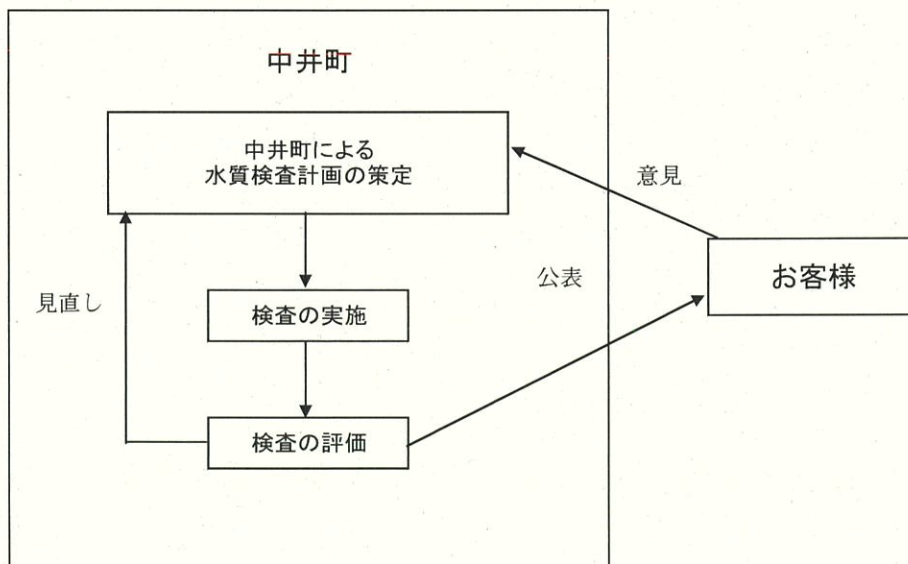 中井町
中井町による
水質検査計画の策定
意見
お客様
公表
見直し
検査の実施
検査の評価